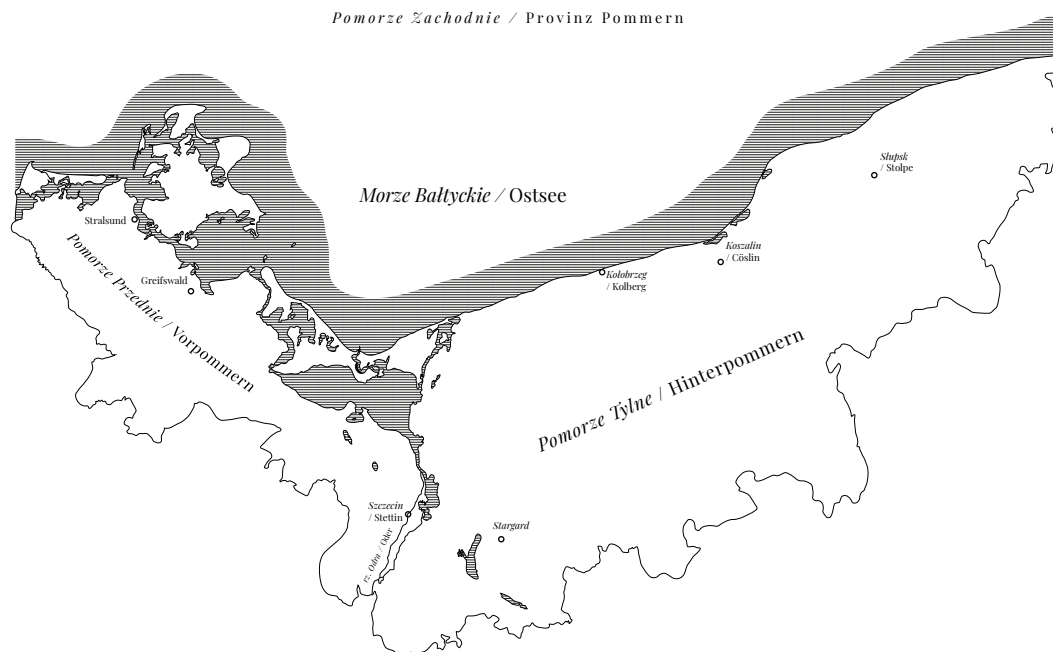 Pomorze Zachodnie / Provinz Pommern
Słupsk
/ Stolpe
Morze Bałtyckie / Ostsee
Stralsund
Koszalin
/ Cöslin
Kołobrzeg
/ Kolberg
Greifswald
Pomorze Przednie / Vorpommern
Pomorze Tylne / Hinterpommern
Szczecin
/ Stettin
Stargard
rz. Odra / Oder